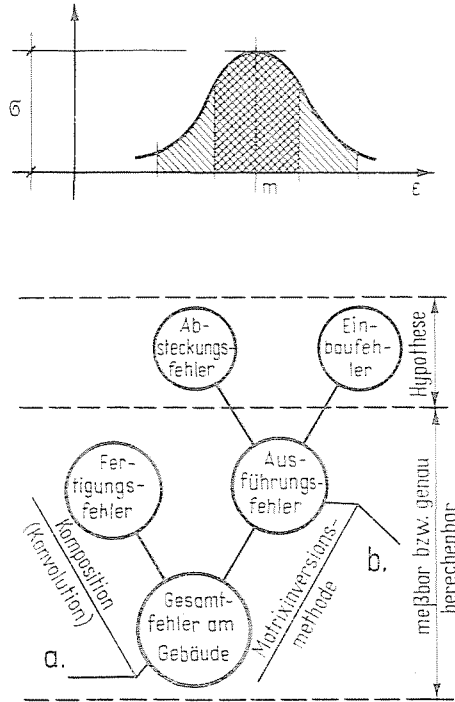 σ
m
ε
Ab-
steckungs-
fehler
Ein-
baufeh-
ler
Hypothese
Fer-
tigungs-
fehler
Aus-
führungs-
fehler
meßbar bzw. genau
berechenbar
Komposition
(Konvolution)
Gesamt-
fehler am
Gebäude
Matrixinversions-
methode
a.
b.